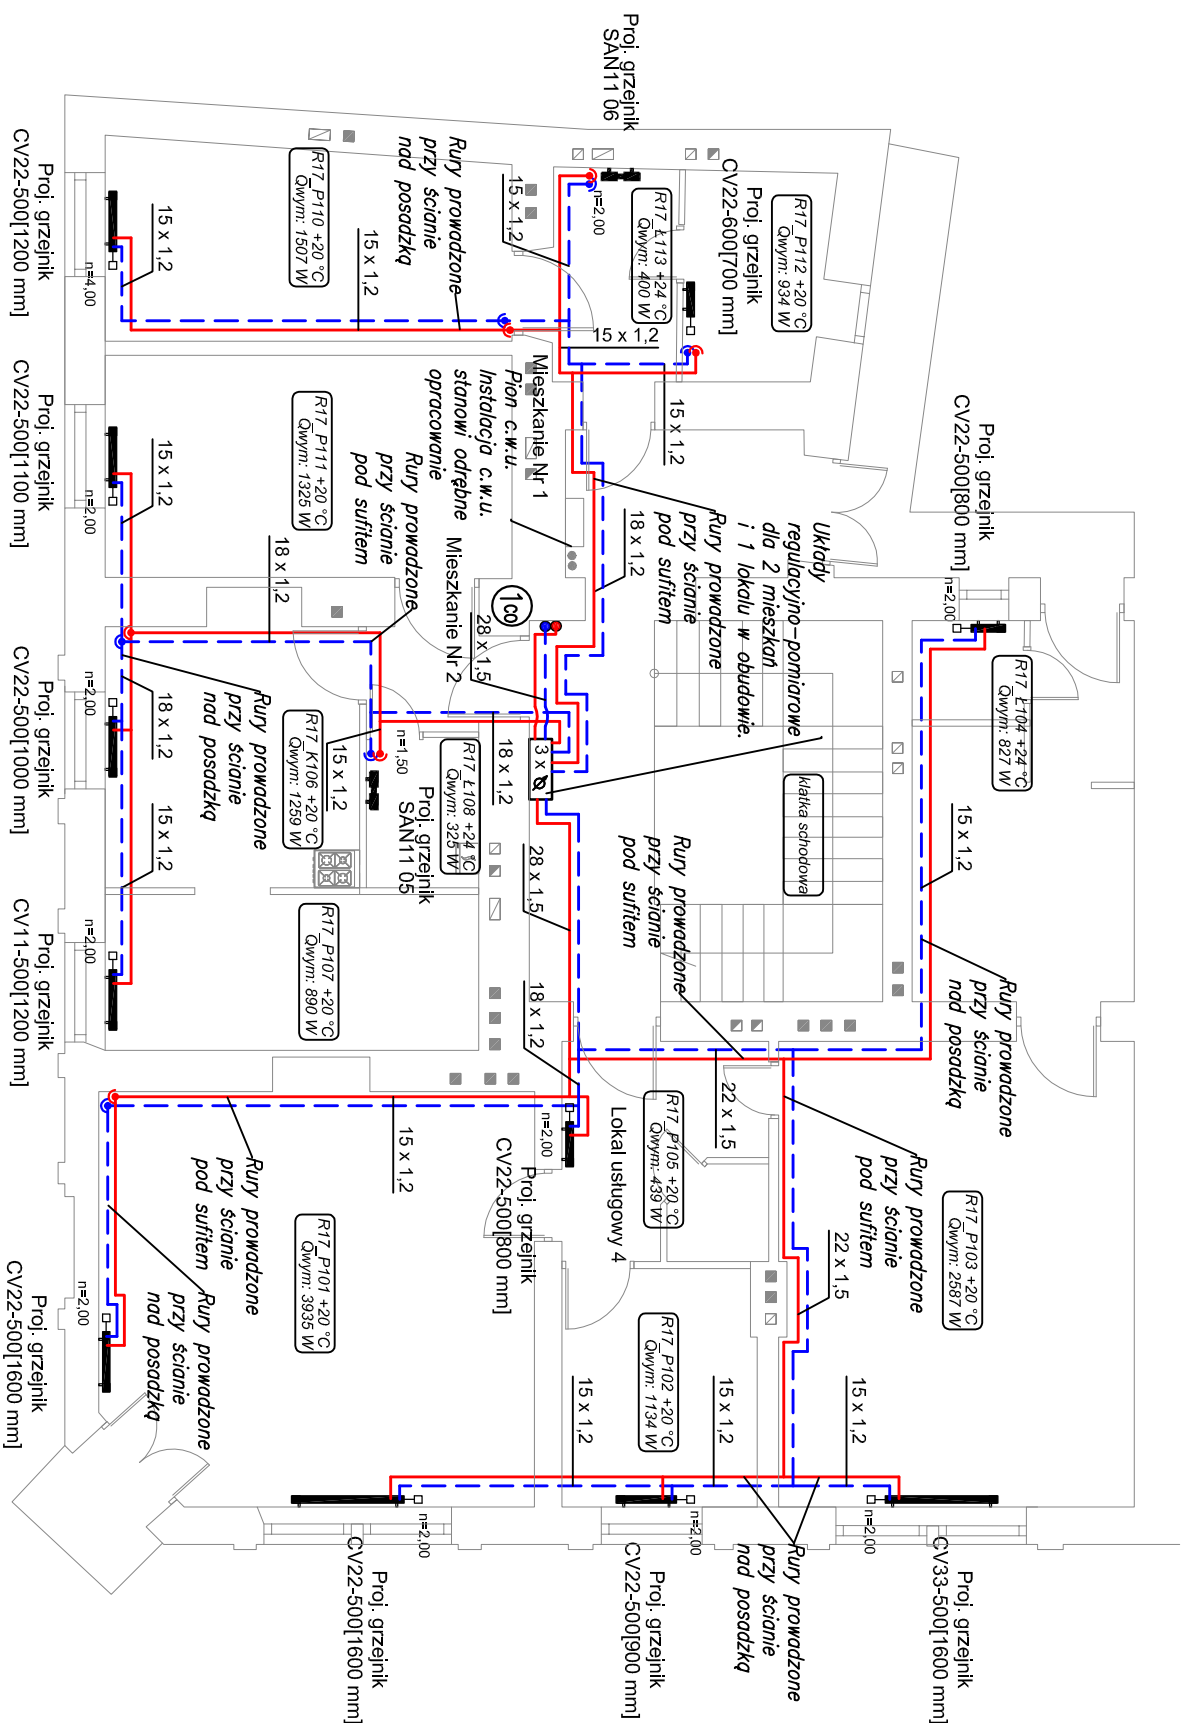 Proj. grzejnik
SAN11 06
Proj. grzejnik
CV22-600[700 mm]
R17_P112 +20 °C
Qwym: 934 W
R17_Ł113 +24 °C
Qwym: 400 W
n=2,00
Rury prowadzone
przy ścianie
nad posadzką
15 x 1,2
15 x 1,2
15 x 1,2
15 x 1,2
15 x 1,2
R17_P110 +20 °C
Qwym: 1507 W
Proj. grzejnik
CV22-500[1200 mm]
n=4,00
Proj. grzejnik
CV22-500[1100 mm]
n=2,00
15 x 1,2
R17_P111 +20 °C
Qwym: 1325 W
Mieszkanie Nr 1
Pion c.w.u.
Instalacja c.w.u.
stanowi odrębne
opracowanie
Rury prowadzone
przy ścianie
pod sufitem
Mieszkanie Nr 2
18 x 1,2
1
co
28 x 1,5
18 x 1,2
Rury prowadzone
przy ścianie
pod sufitem
Układy
regulacyjno-pomiarowe
dla 2 mieszkań
i 1 lokalu w obudowie.
Proj. grzejnik
CV22-500[800 mm]
n=2,00
R17_Ł104 +24 °C
Qwym: 827 W
15 x 1,2
Rury prowadzone
przy ścianie
nad posadzką
klatka schodowa
Rury prowadzone
przy ścianie
pod sufitem
3 x
18 x 1,2
28 x 1,5
18 x 1,2
R17_Ł108 +24 °C
Qwym: 325 W
Proj. grzejnik
SAN11 05
n=1,50
15 x 1,2
R17_K106 +20 °C
Qwym: 1259 W
Rury prowadzone
przy ścianie
nad posadzką
18 x 1,2
Proj. grzejnik
CV22-500[1000 mm]
n=2,00
15 x 1,2
R17_P107 +20 °C
Qwym: 890 W
Proj. grzejnik
CV11-500[1200 mm]
n=2,00
Lokal usługowy 4
R17_P105 +20 °C
Qwym: 439 W
22 x 1,5
n=2,00
Proj. grzejnik
CV22-500[800 mm]
15 x 1,2
Rury prowadzone
przy ścianie
pod sufitem
R17_P101 +20 °C
Qwym: 3935 W
Rury prowadzone
przy ścianie
nad posadzką
n=2,00
Proj. grzejnik
CV22-500[1600 mm]
Rury prowadzone
przy ścianie
pod sufitem
22 x 1,5
R17_P103 +20 °C
Qwym: 2587 W
R17_P102 +20 °C
Qwym: 1134 W
15 x 1,2
15 x 1,2
15 x 1,2
n=2,00
n=2,00
n=2,00
Rury prowadzone
przy ścianie
nad posadzką
Proj. grzejnik
CV22-500[1600 mm]
Proj. grzejnik
CV22-500[900 mm]
Proj. grzejnik
CV33-500[1600 mm]